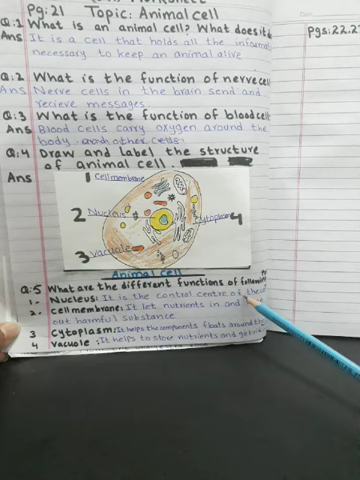 Pg:21 Topic: Animal cell
Q:1 What is an animal cell? What does it do
Ans It is a cell that holds all the
necessary to keep an animal alive
Q:2 What is the function of nerve cell
Ans Nerve cells in the brain send and
recieve messages
Q:3 What is the function of blood cell
Ans Blood cells carry oxygen around the
body other cells.
Q:4 Draw and Label the structure
of animal cell.
Ans
1 Cell membrane
2 Nucleus
Cytoplasm 4
3 Vacuole
Animal cell
Q:5 What are the different functions of
1- Nucleus: It is the control centre of the
2. Cell membrane: It let nutrients in and
out harmful substance
3 Cytoplasm: It helps the components floats around
4 Vacuole: It helps to store nutrients and
Pgs: 22.2